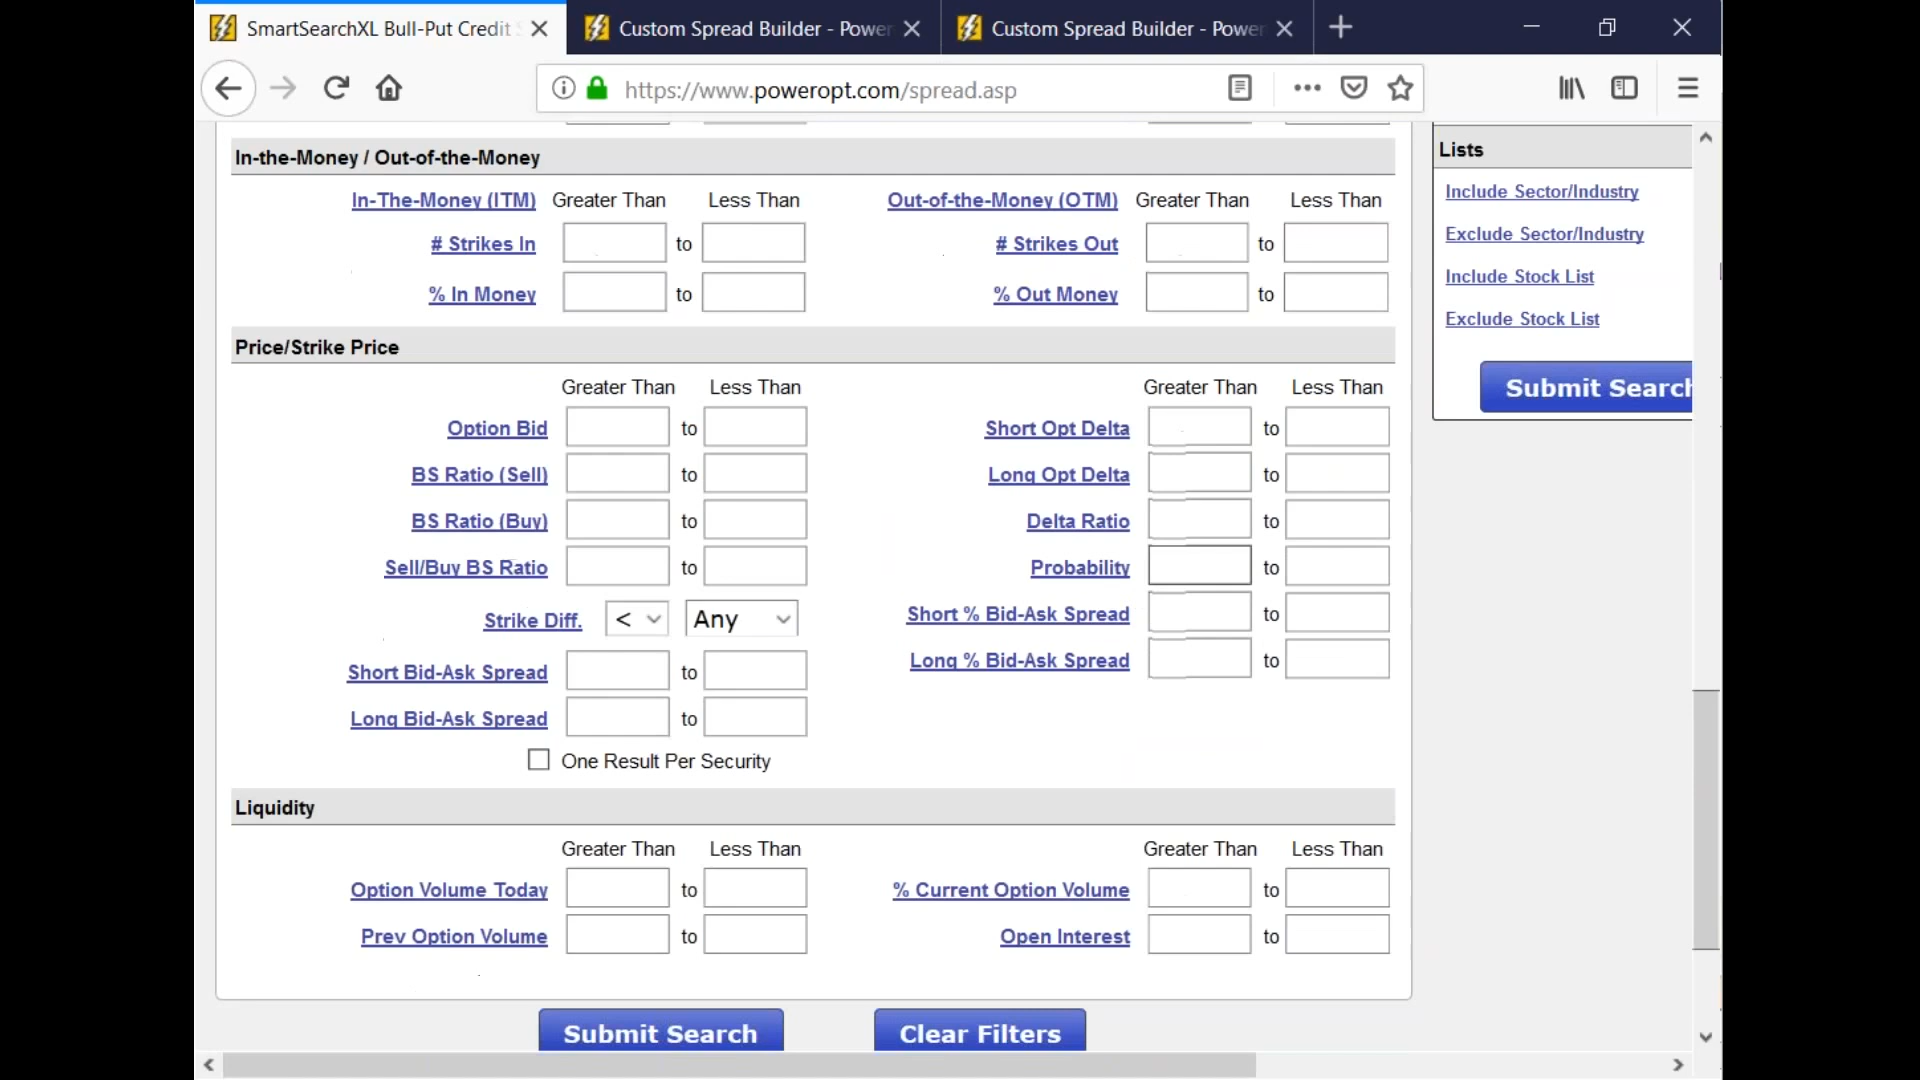 SmartSearchXL Bull-Put Credit
Custom Spread Builder - Power
Custom Spread Builder - Power
https://www.poweropt.com/spread.asp
In-the-Money / Out-of-the-Money
In-The-Money (ITM) Greater Than Less Than Out-of-the-Money (OTM) Greater Than Less Than
# Strikes In to # Strikes Out to
% In Money to % Out Money to
Price/Strike Price
Greater Than Less Than Greater Than Less Than
Option Bid to Short Opt Delta to
BS Ratio (Sell) to Long Opt Delta to
BS Ratio (Buy) to Delta Ratio to
Sell/Buy BS Ratio to Probability to
Strike Diff. < Any Short % Bid-Ask Spread to
Short Bid-Ask Spread to Long % Bid-Ask Spread to
Long Bid-Ask Spread to
One Result Per Security
Liquidity
Greater Than Less Than Greater Than Less Than
Option Volume Today to % Current Option Volume to
Prev Option Volume to Open Interest to
Submit Search Clear Filters
Lists
Include Sector/Industry
Exclude Sector/Industry
Include Stock List
Exclude Stock List
Submit Search